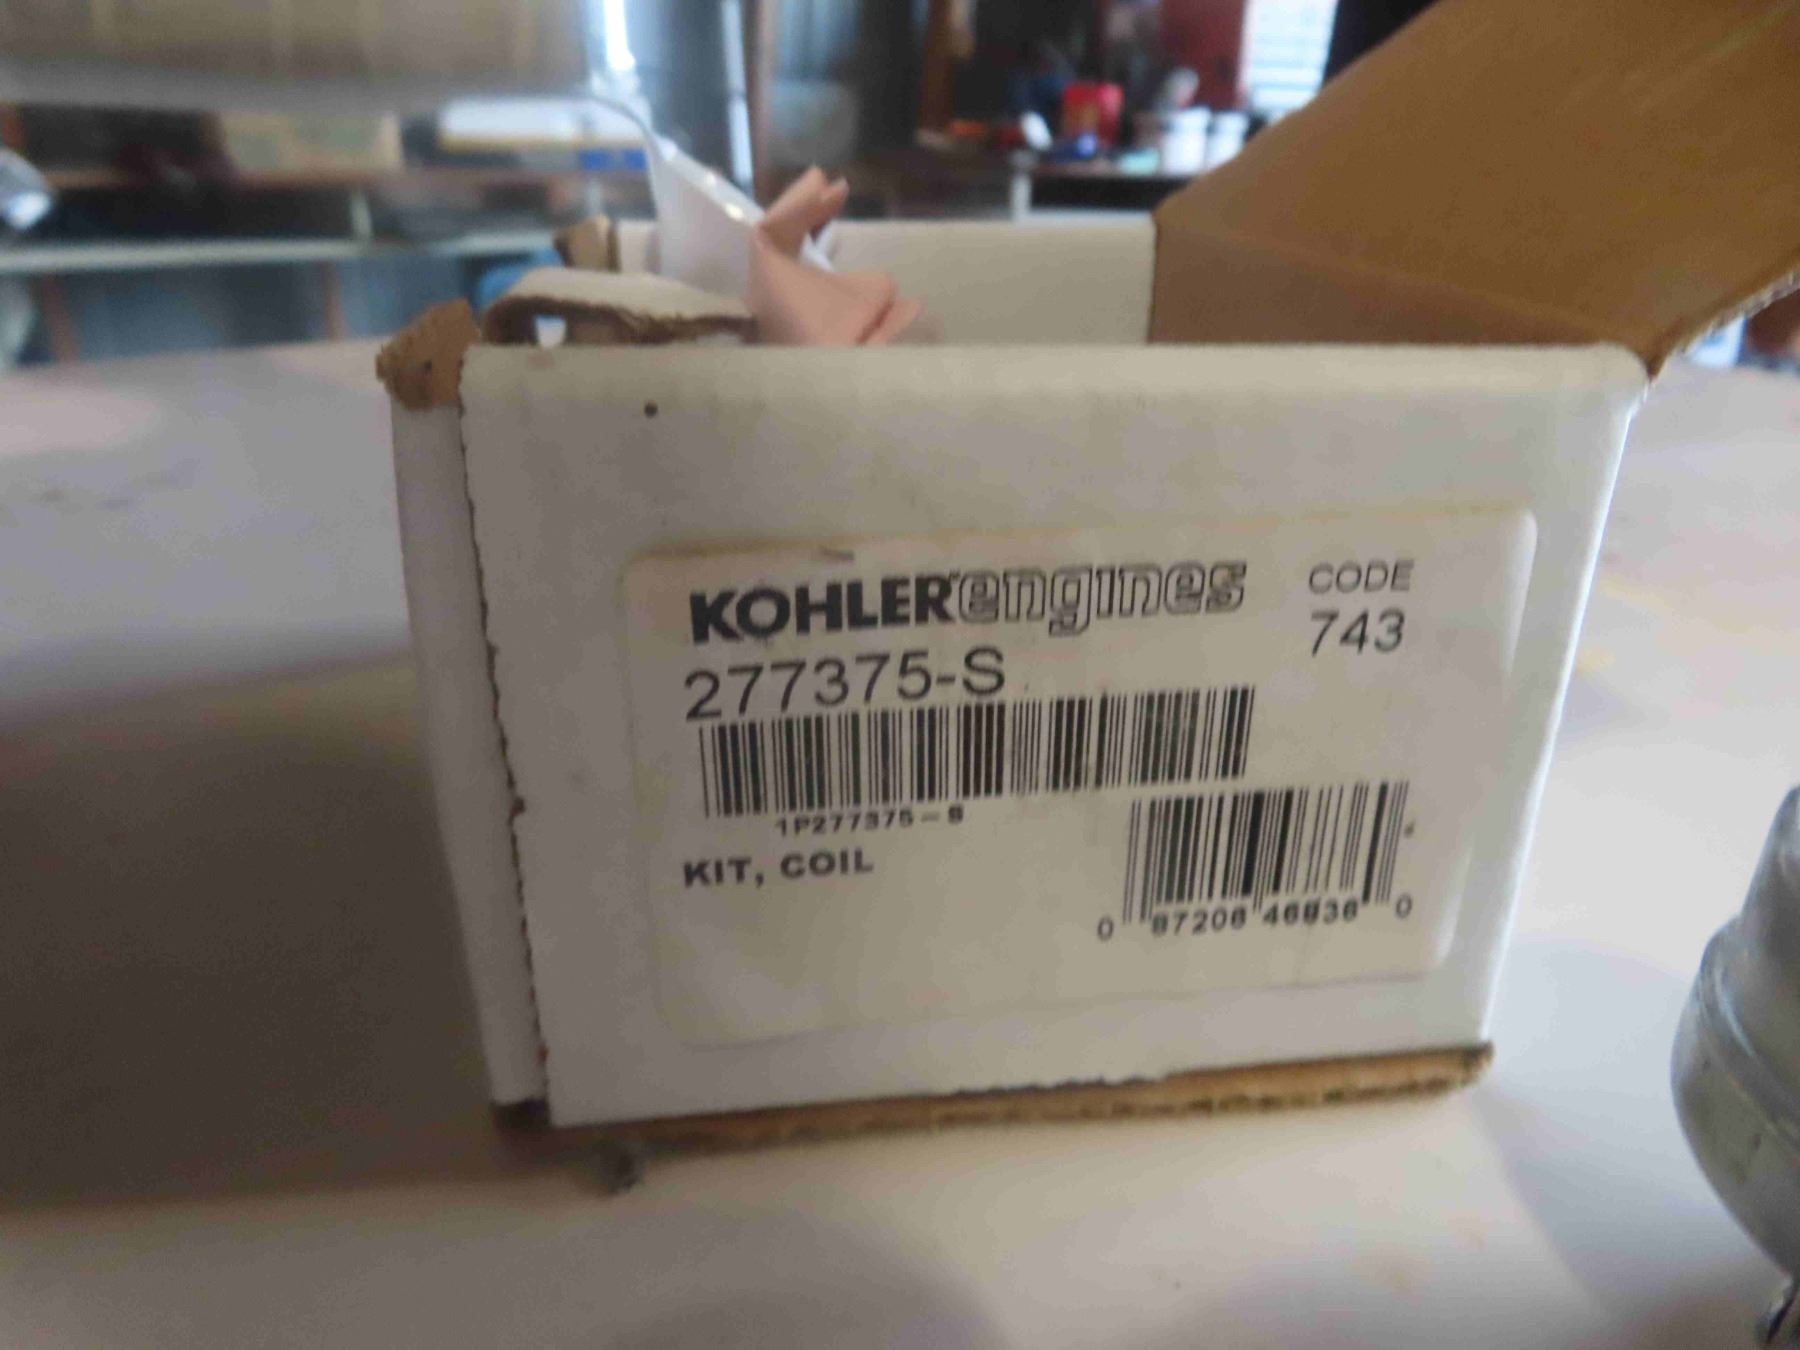 KOHLERengines
CODE
743
277375-S
1P277375-S
KIT, COIL
0 87206 46836 0